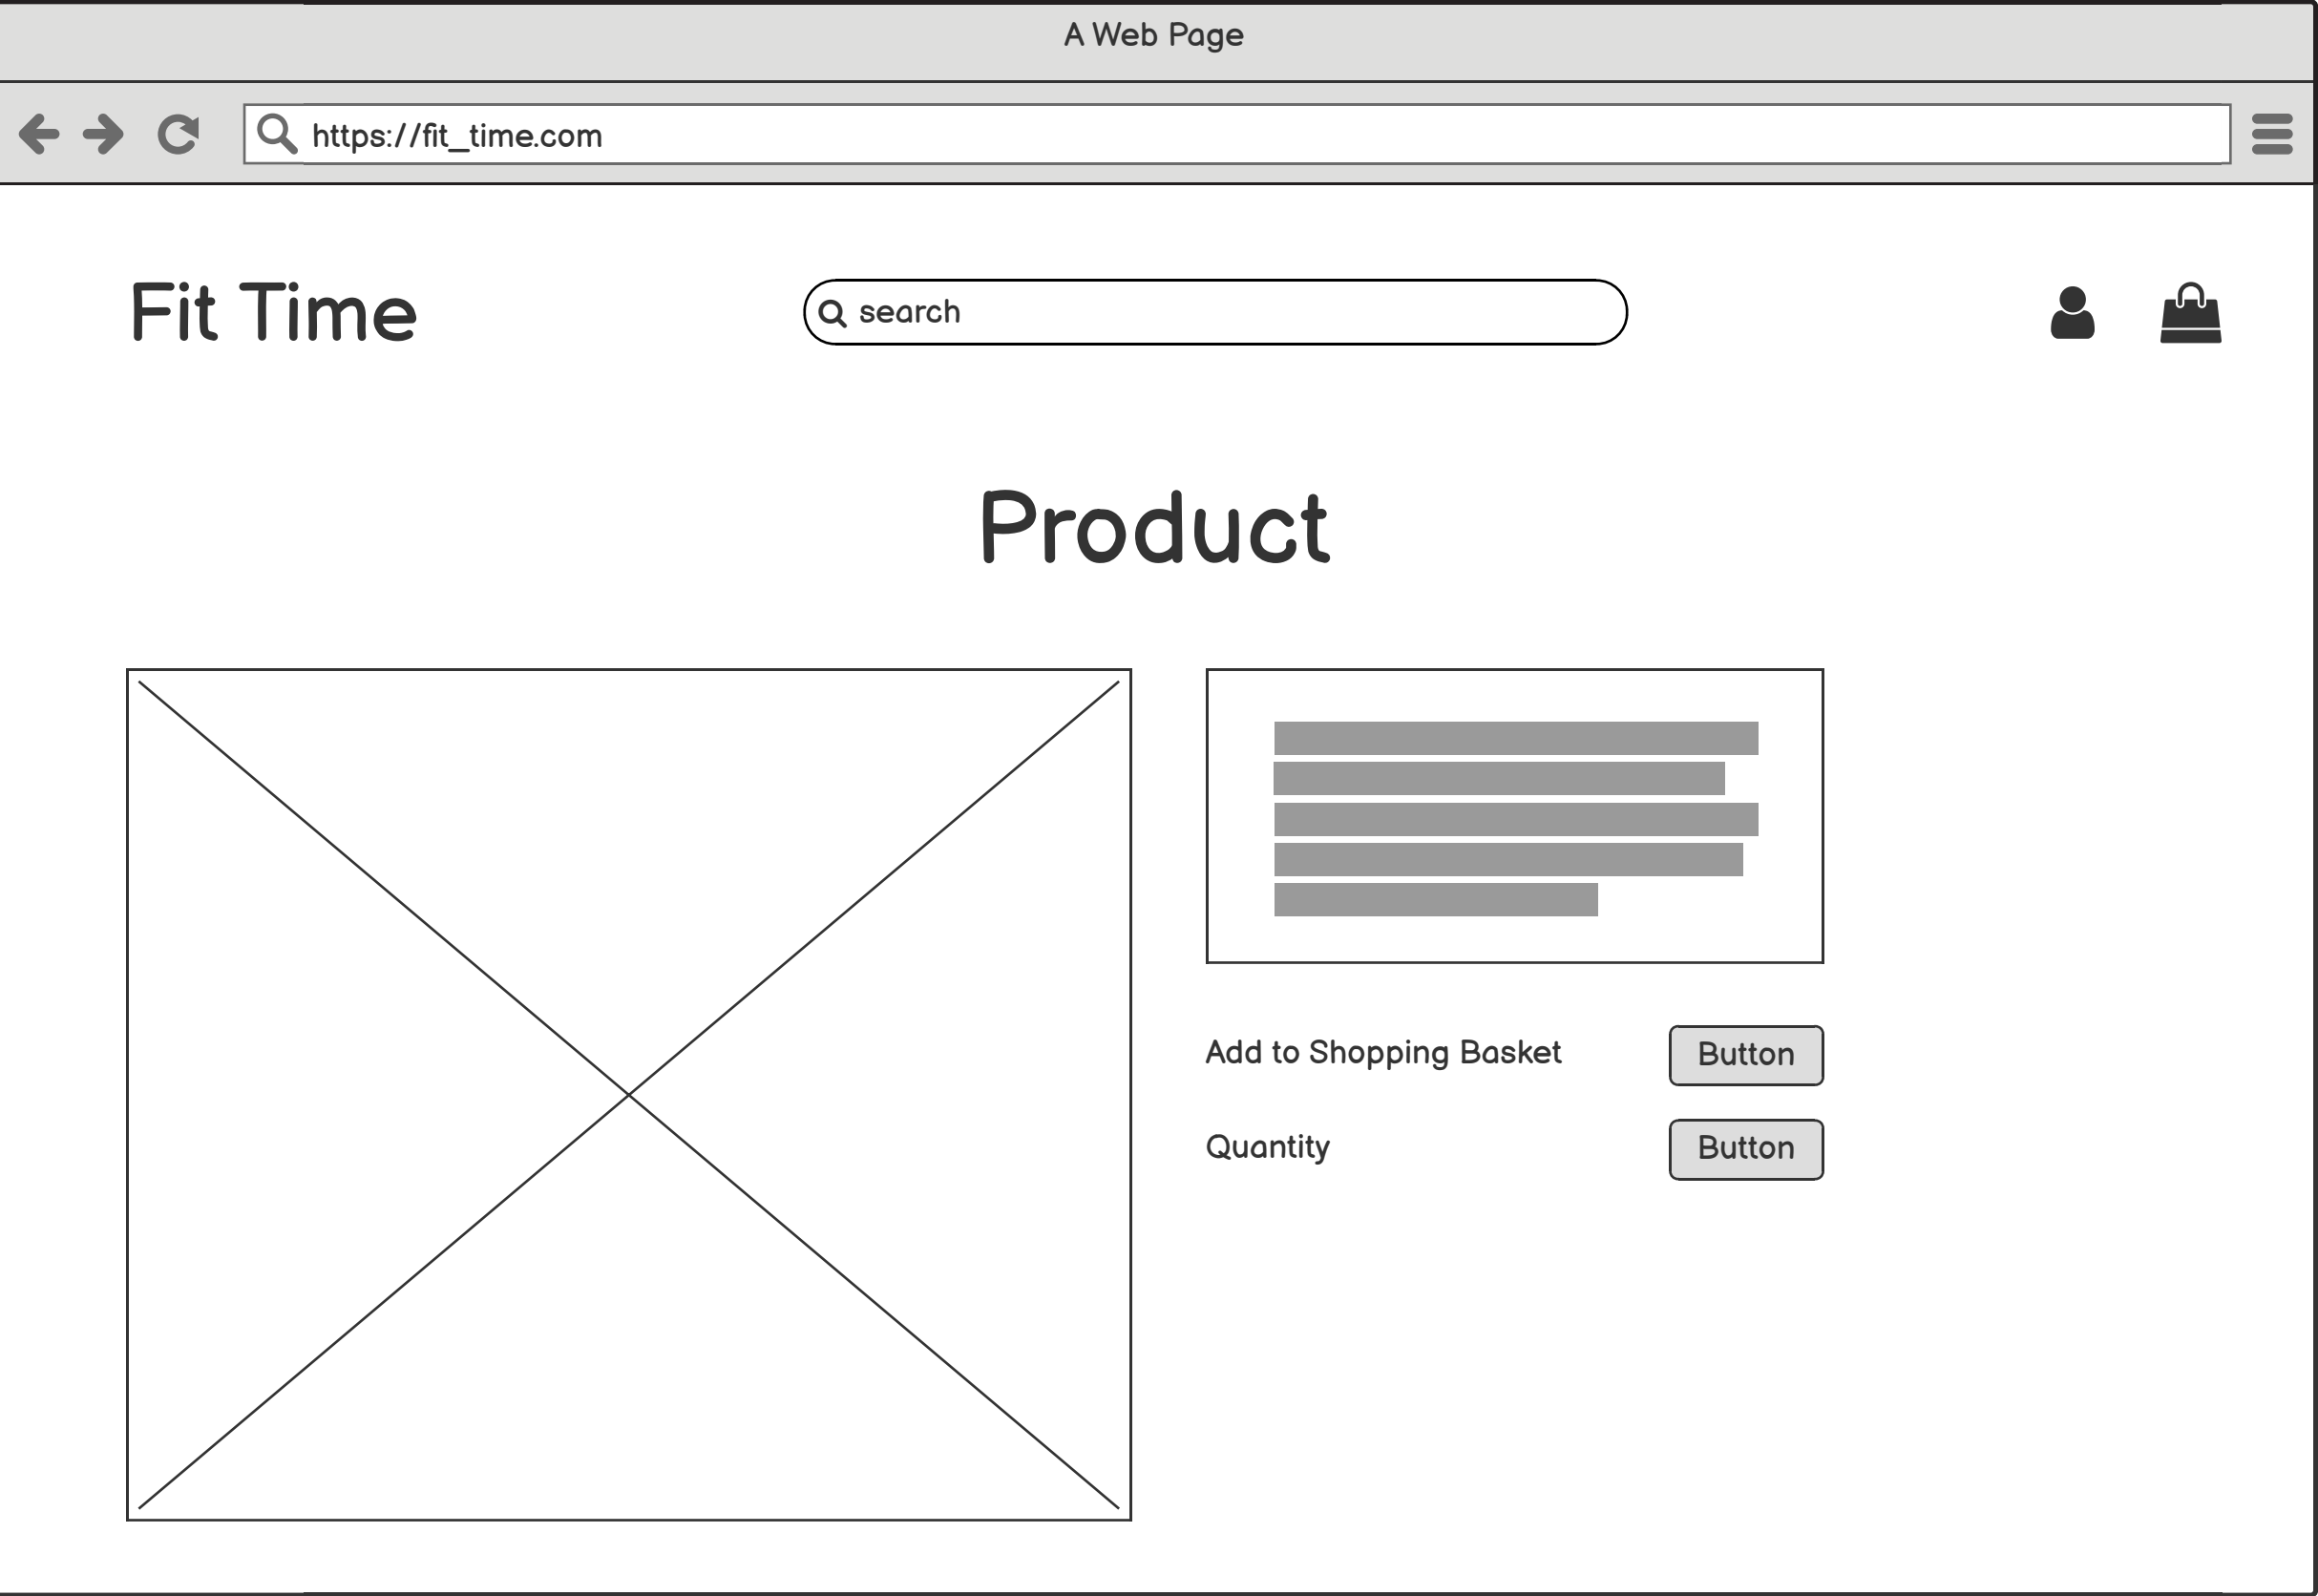 A Web Page
https://fit_time.com
Fit Time
search
Product
Add to Shopping Basket
Button
Quantity
Button